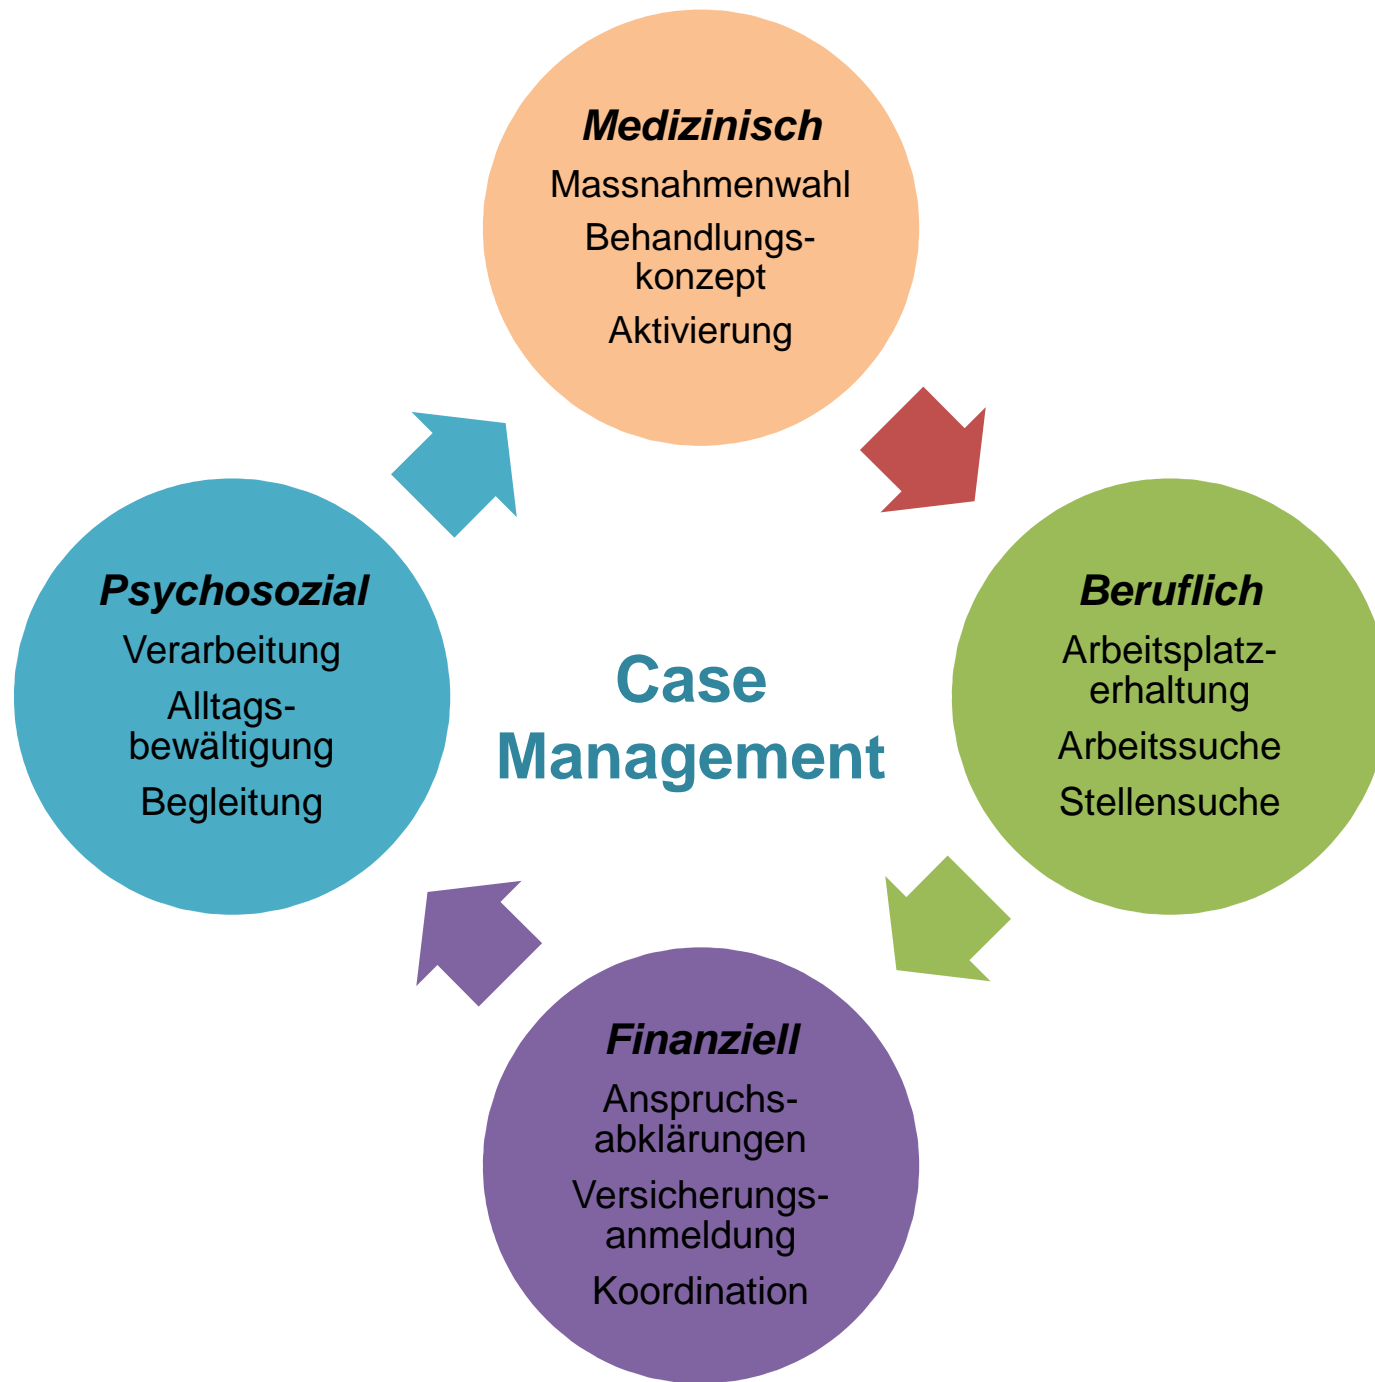 Medizinisch
Massnahmenwahl
Behandlungs-
konzept
Aktivierung
Psychosozial
Verarbeitung
Alltags-
bewältigung
Begleitung
Case
Management
Beruflich
Arbeitsplatz-
erhaltung
Arbeitssuche
Stellensuche
Finanziell
Anspruchs-
abklärungen
Versicherungs-
anmeldung
Koordination